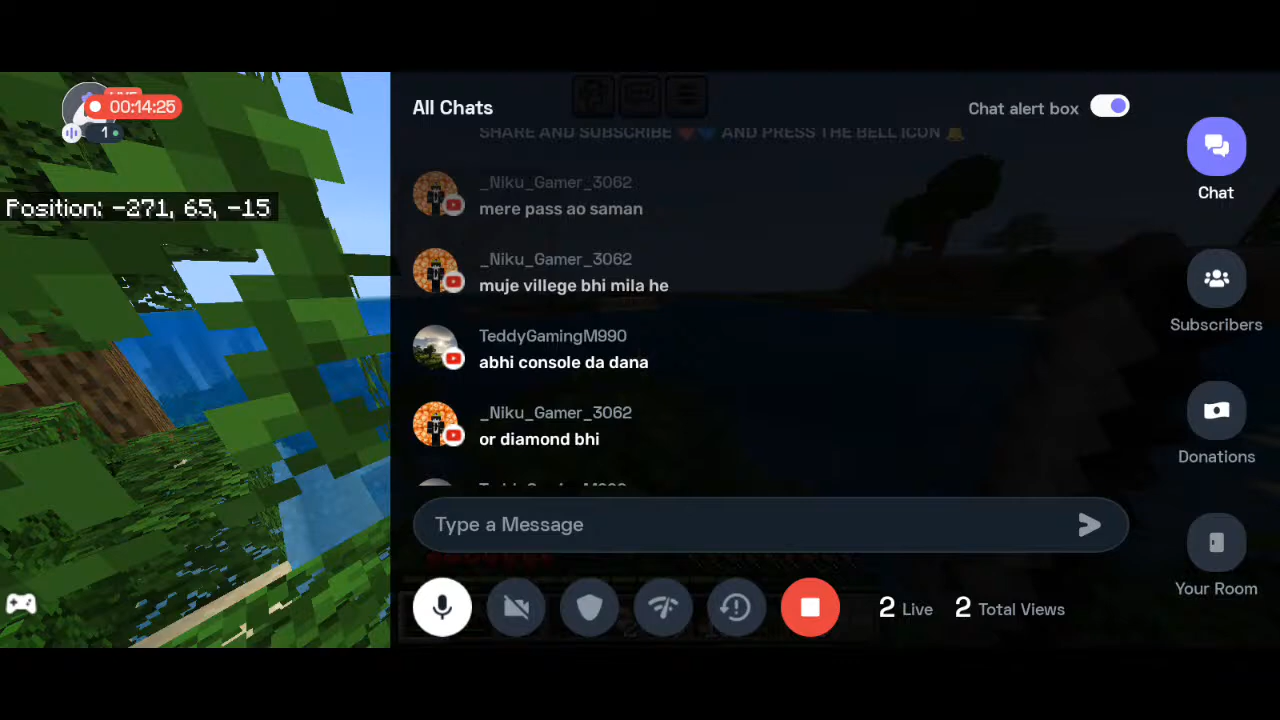 LIVE
00:14:25
1
Position: -271, 65, -15
All Chats
Chat alert box
SHARE AND SUBSCRIBE ❤️💙 AND PRESS THE BELL ICON 🔔
_Niku_Gamer_3062
mere pass ao saman
_Niku_Gamer_3062
muje villege bhi mila he
TeddyGamingM990
abhi console da dana
_Niku_Gamer_3062
or diamond bhi
Type a Message
2 Live 2 Total Views
Chat
Subscribers
Donations
Your Room